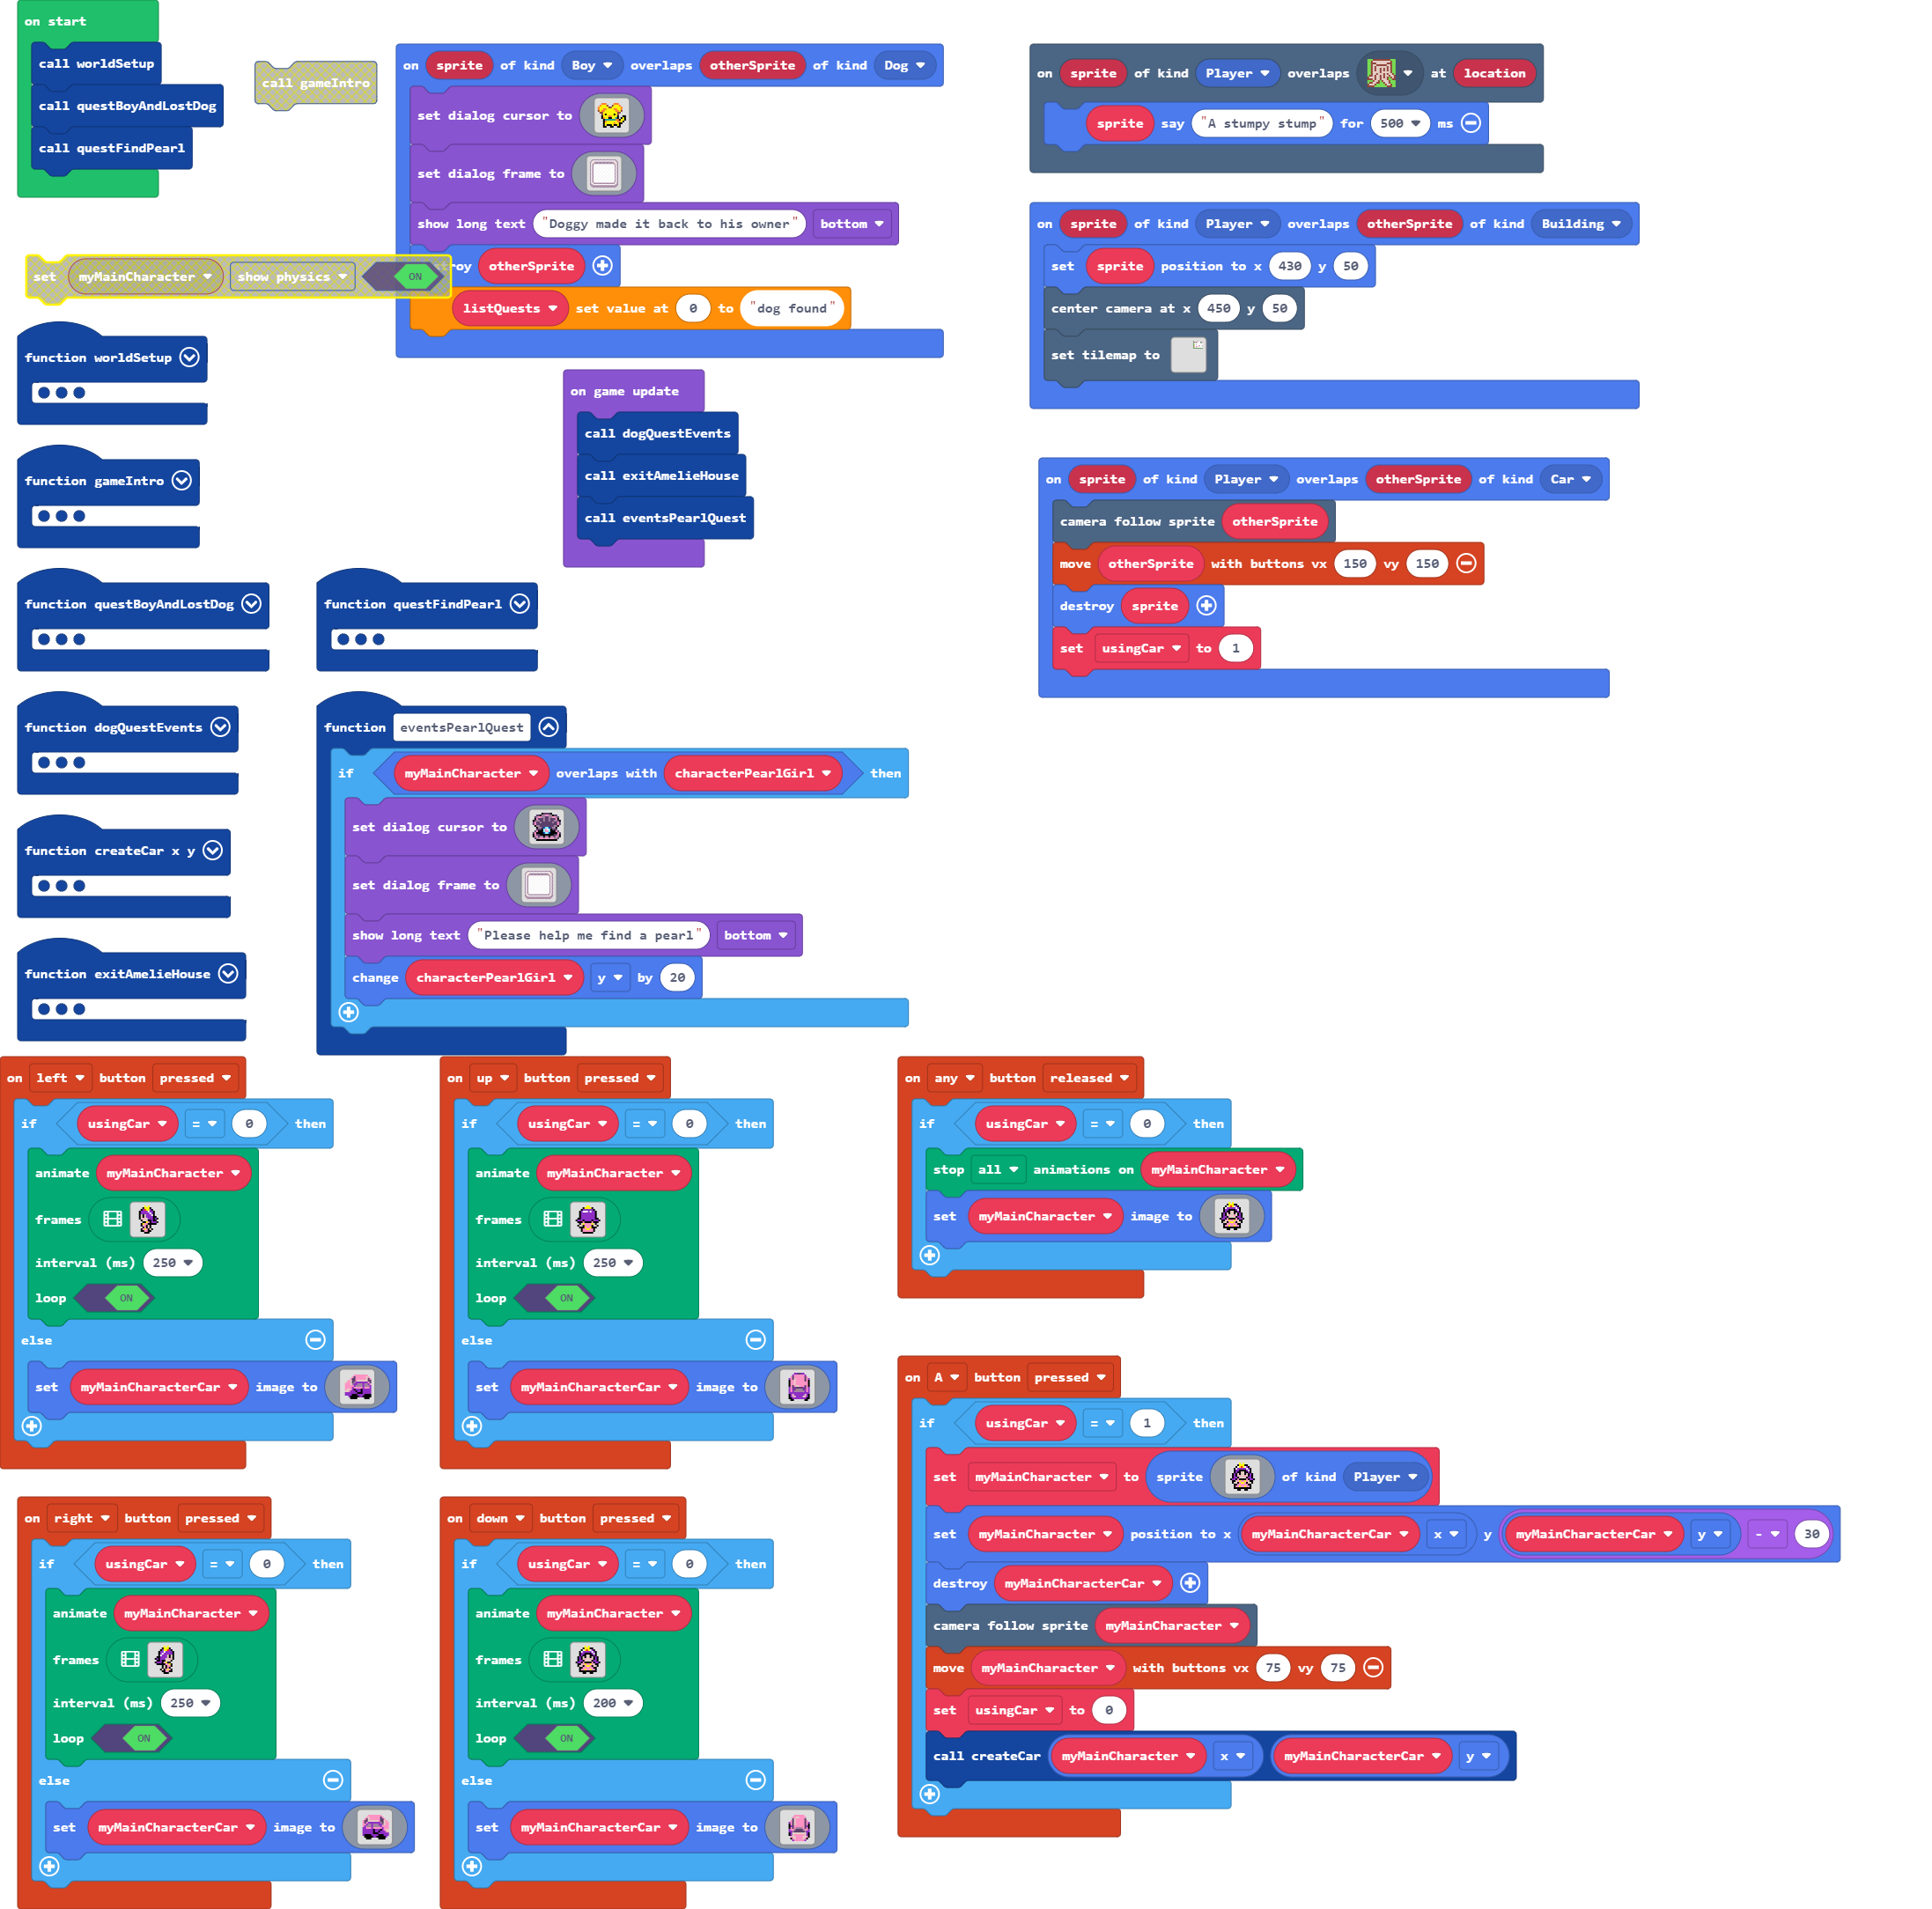 on start
call worldSetup
call questBoyAndLostDog
call questFindPearl
call gameIntro
set myMainCharacter show physics ON
on sprite of kind Boy overlaps otherSprite of kind Dog
set dialog cursor to
set dialog frame to
show long text "Doggy made it back to his owner" bottom
troy otherSprite
listQuests set value at 0 to "dog found"
on sprite of kind Player overlaps at location
sprite say "A stumpy stump" for 500 ms
on sprite of kind Player overlaps otherSprite of kind Building
set sprite position to x 430 y 50
center camera at x 450 y 50
set tilemap to
function worldSetup
function gameIntro
on game update
call dogQuestEvents
call exitAmelieHouse
call eventsPearlQuest
on sprite of kind Player overlaps otherSprite of kind Car
camera follow sprite otherSprite
move otherSprite with buttons vx 150 vy 150
destroy sprite
set usingCar to 1
function questBoyAndLostDog
function questFindPearl
function dogQuestEvents
function createCar x y
function exitAmelieHouse
function eventsPearlQuest
if myMainCharacter overlaps with characterPearlGirl then
set dialog cursor to
set dialog frame to
show long text "Please help me find a pearl" bottom
change characterPearlGirl y by 20
on left button pressed
if usingCar = 0 then
animate myMainCharacter
frames
interval (ms) 250
loop ON
else
set myMainCharacterCar image to
on up button pressed
if usingCar = 0 then
animate myMainCharacter
frames
interval (ms) 250
loop ON
else
set myMainCharacterCar image to
on any button released
if usingCar = 0 then
stop all animations on myMainCharacter
set myMainCharacter image to
on right button pressed
if usingCar = 0 then
animate myMainCharacter
frames
interval (ms) 250
loop ON
else
set myMainCharacterCar image to
on down button pressed
if usingCar = 0 then
animate myMainCharacter
frames
interval (ms) 200
loop ON
else
set myMainCharacterCar image to
on A button pressed
if usingCar = 1 then
set myMainCharacter to sprite of kind Player
set myMainCharacter position to x myMainCharacterCar x y myMainCharacterCar y - 30
destroy myMainCharacterCar
camera follow sprite myMainCharacter
move myMainCharacter with buttons vx 75 vy 75
set usingCar to 0
call createCar myMainCharacter x myMainCharacterCar y